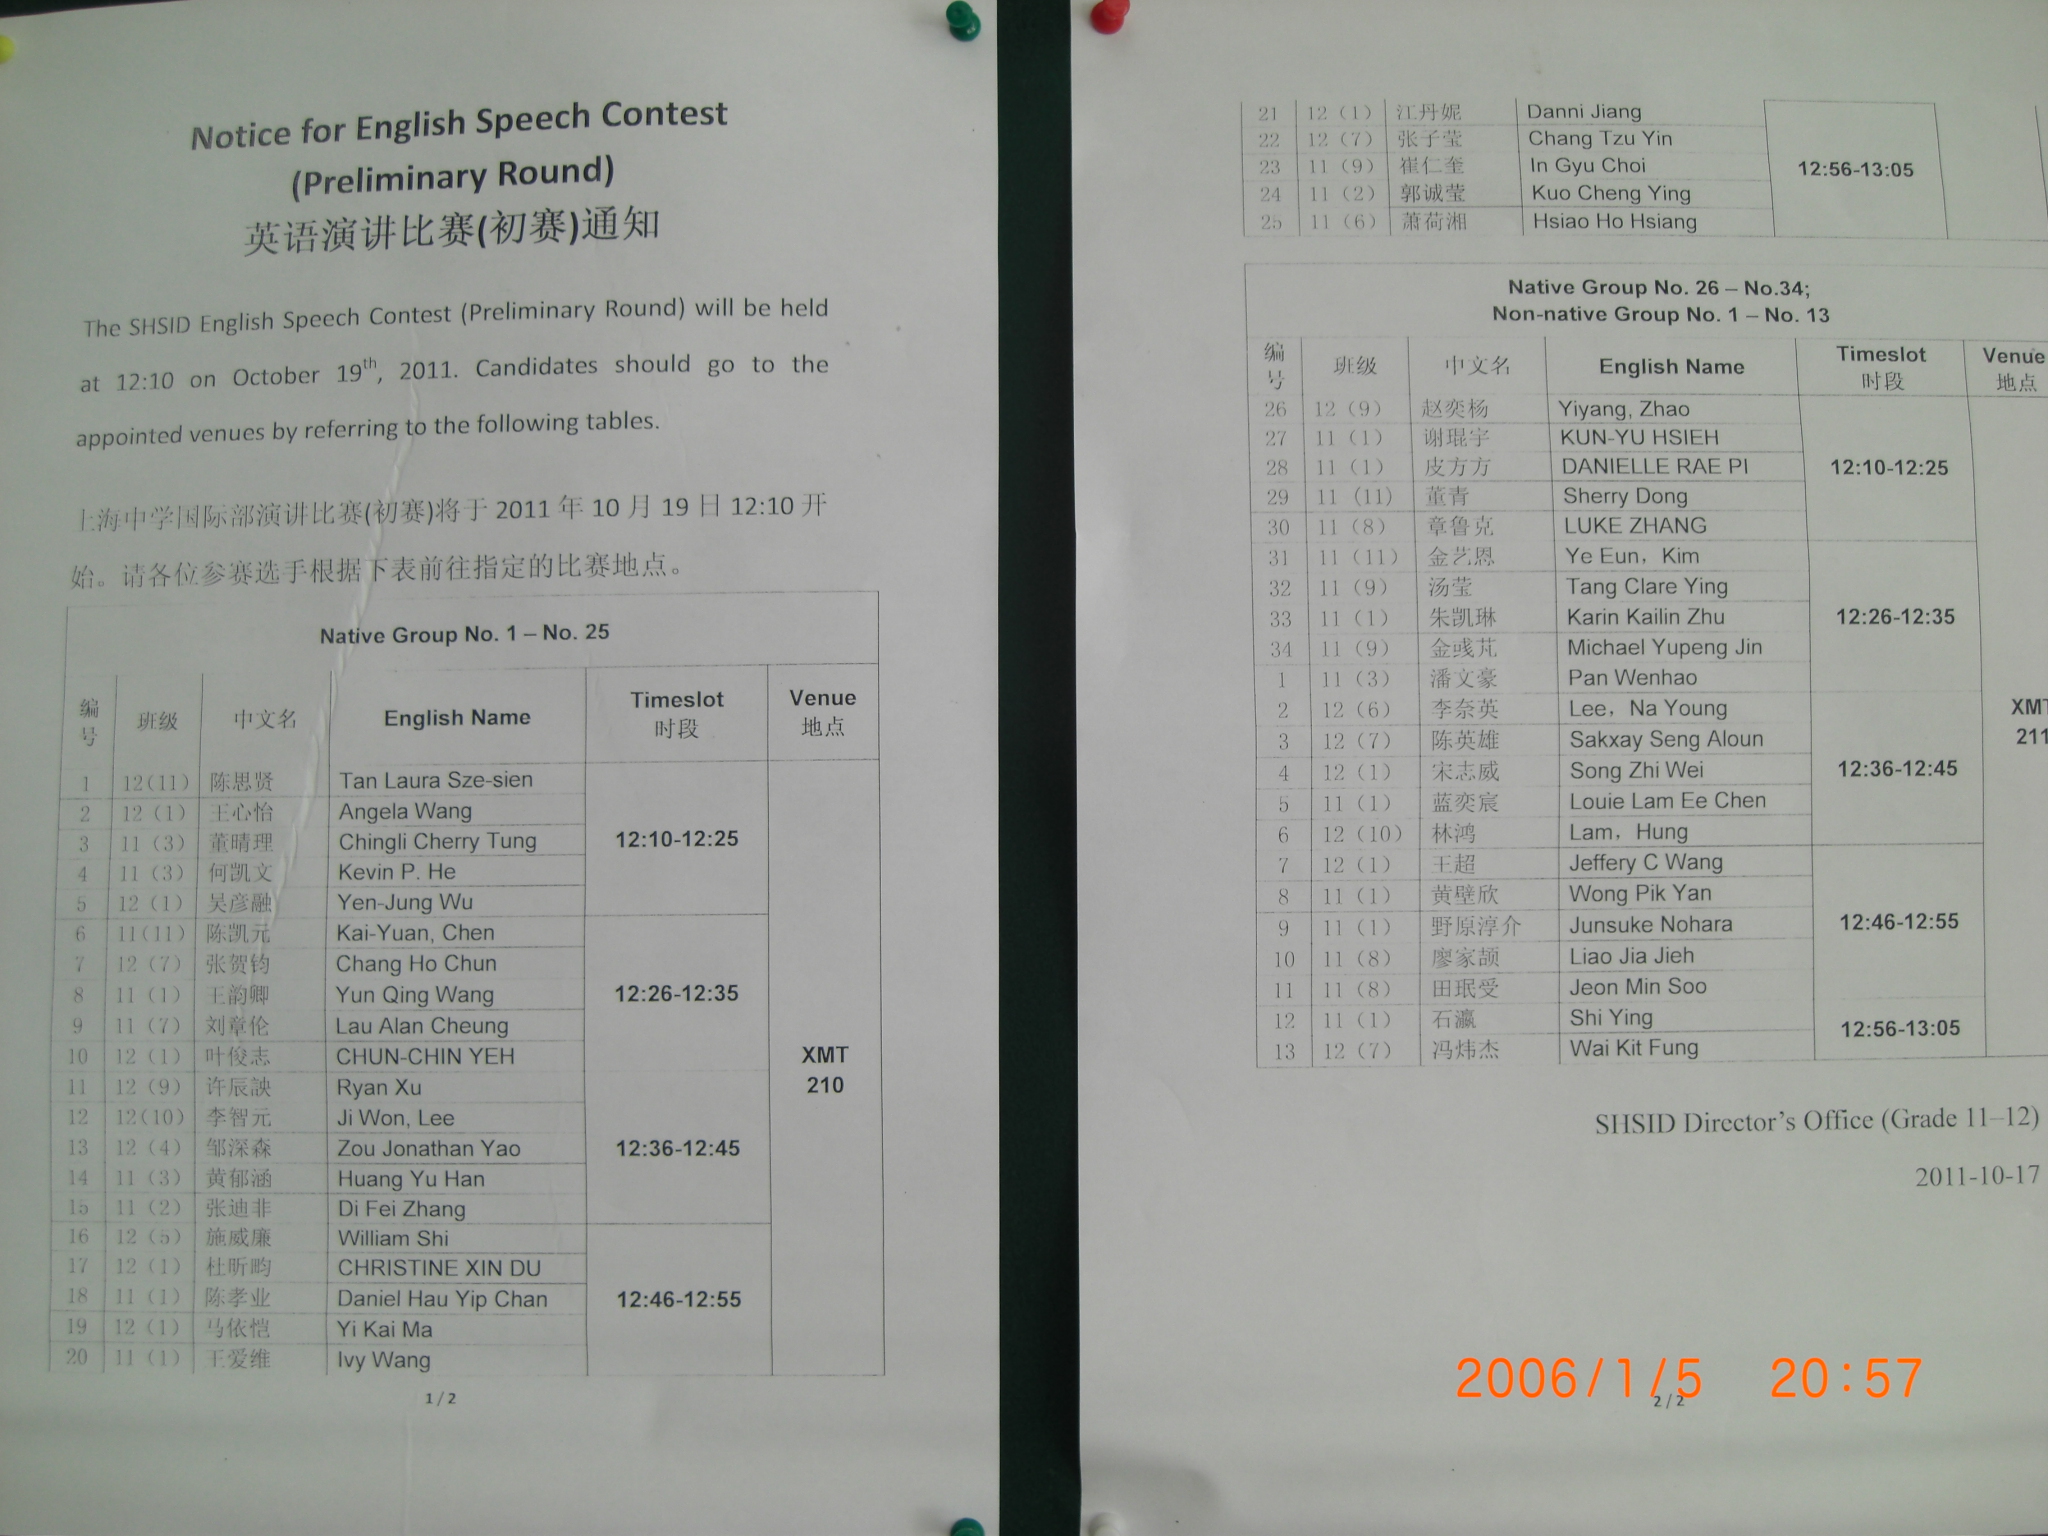 Notice for English Speech Contest
(Preliminary Round)
英语演讲比赛(初赛)通知
The SHSID English Speech Contest (Preliminary Round) will be held
at 12:10 on October 19th, 2011. Candidates should go to the
appointed venues by referring to the following tables.
上海中学国际部演讲比赛(初赛)将于 2011 年 10 月 19 日 12:10 开
始。请各位参赛选手根据下表前往指定的比赛地点。
Native Group No. 1 – No. 25
编号 班级 中文名 English Name Timeslot 时段 Venue 地点
1 12(11) 陈思贤 Tan Laura Sze-sien
2 12 (1) 王心怡 Angela Wang
3 11 (3) 董晴理 Chingli Cherry Tung 12:10-12:25
4 11 (3) 何凯文 Kevin P. He
5 12 (1) 吴彦融 Yen-Jung Wu
6 11(11) 陈凯元 Kai-Yuan, Chen
7 12 (7) 张贺钧 Chang Ho Chun
8 11 (1) 王韵卿 Yun Qing Wang 12:26-12:35
9 11 (7) 刘章伦 Lau Alan Cheung
10 12 (1) 叶俊志 CHUN-CHIN YEH XMT
11 12 (9) 许辰詇 Ryan Xu 210
12 12(10) 李智元 Ji Won, Lee
13 12 (4) 邹深森 Zou Jonathan Yao 12:36-12:45
14 11 (3) 黄郁涵 Huang Yu Han
15 11 (2) 张迪非 Di Fei Zhang
16 12 (5) 施威廉 William Shi
17 12 (1) 杜昕昀 CHRISTINE XIN DU
18 11 (1) 陈孝业 Daniel Hau Yip Chan 12:46-12:55
19 12 (1) 马依恺 Yi Kai Ma
20 11 (1) 王爱维 Ivy Wang
1 / 2
21 12 (1) 江丹妮 Danni Jiang
22 12 (7) 张子莹 Chang Tzu Yin
23 11 (9) 崔仁奎 In Gyu Choi 12:56-13:05
24 11 (2) 郭诚莹 Kuo Cheng Ying
25 11 (6) 萧荷湘 Hsiao Ho Hsiang
Native Group No. 26 – No.34;
Non-native Group No. 1 – No. 13
编号 班级 中文名 English Name Timeslot 时段 Venue 地点
26 12 (9) 赵奕杨 Yiyang, Zhao
27 11 (1) 谢琨宇 KUN-YU HSIEH
28 11 (1) 皮方方 DANIELLE RAE PI 12:10-12:25
29 11 (11) 董青 Sherry Dong
30 11 (8) 章鲁克 LUKE ZHANG
31 11 (11) 金艺恩 Ye Eun, Kim
32 11 (9) 汤莹 Tang Clare Ying
33 11 (1) 朱凯琳 Karin Kailin Zhu 12:26-12:35
34 11 (9) 金彧芃 Michael Yupeng Jin
1 11 (3) 潘文豪 Pan Wenhao
2 12 (6) 李奈英 Lee, Na Young XMT
3 12 (7) 陈英雄 Sakxay Seng Aloun 211
4 12 (1) 宋志威 Song Zhi Wei 12:36-12:45
5 11 (1) 蓝奕宸 Louie Lam Ee Chen
6 12 (10) 林鸿 Lam, Hung
7 12 (1) 王超 Jeffery C Wang
8 11 (1) 黄壁欣 Wong Pik Yan
9 11 (1) 野原淳介 Junsuke Nohara 12:46-12:55
10 11 (8) 廖家颉 Liao Jia Jieh
11 11 (8) 田珉受 Jeon Min Soo
12 11 (1) 石瀛 Shi Ying 12:56-13:05
13 12 (7) 冯炜杰 Wai Kit Fung
SHSID Director's Office (Grade 11–12)
2011-10-17
2006/1/5 20:57
2 / 2